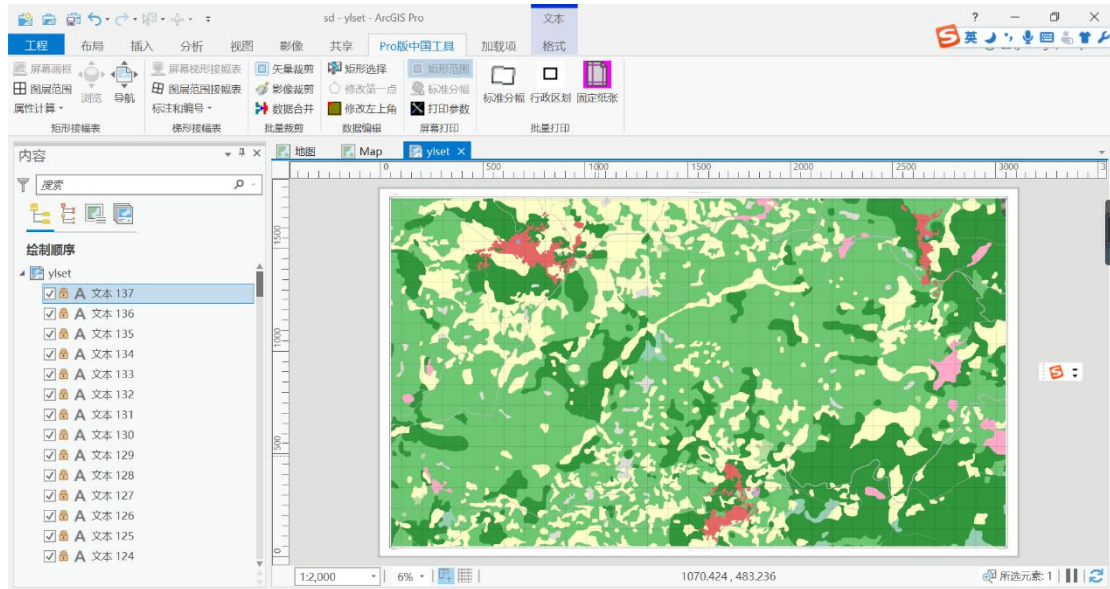 sd - ylset - ArcGIS Pro
文本
?
英
工程 布局 插入 分析 视图 影像 共享 Pro版中国工具 加载项 格式
屏幕画框
图层范围
属性计算
浏览
导航
矩形接幅表
屏幕梯形接幅表
图层范围接幅表
标注和编号
梯形接幅表
矢量裁剪
影像裁剪
数据合并
批量裁剪
矩形选择
修改第一点
修改左上角
数据编辑
矩形范围
标准分幅
打印参数
屏幕打印
标准分幅 行政区划 固定纸张
批量打印
内容
搜索
绘制顺序
ylset
文本 137
文本 136
文本 135
文本 134
文本 133
文本 132
文本 131
文本 130
文本 129
文本 128
文本 127
文本 126
文本 125
文本 124
地图 Map ylset
0 500 1000 1500 2000 2500 3000 3
1500
1000
500
0
1:2,000 6% 1070.424 , 483.236 所选元素: 1